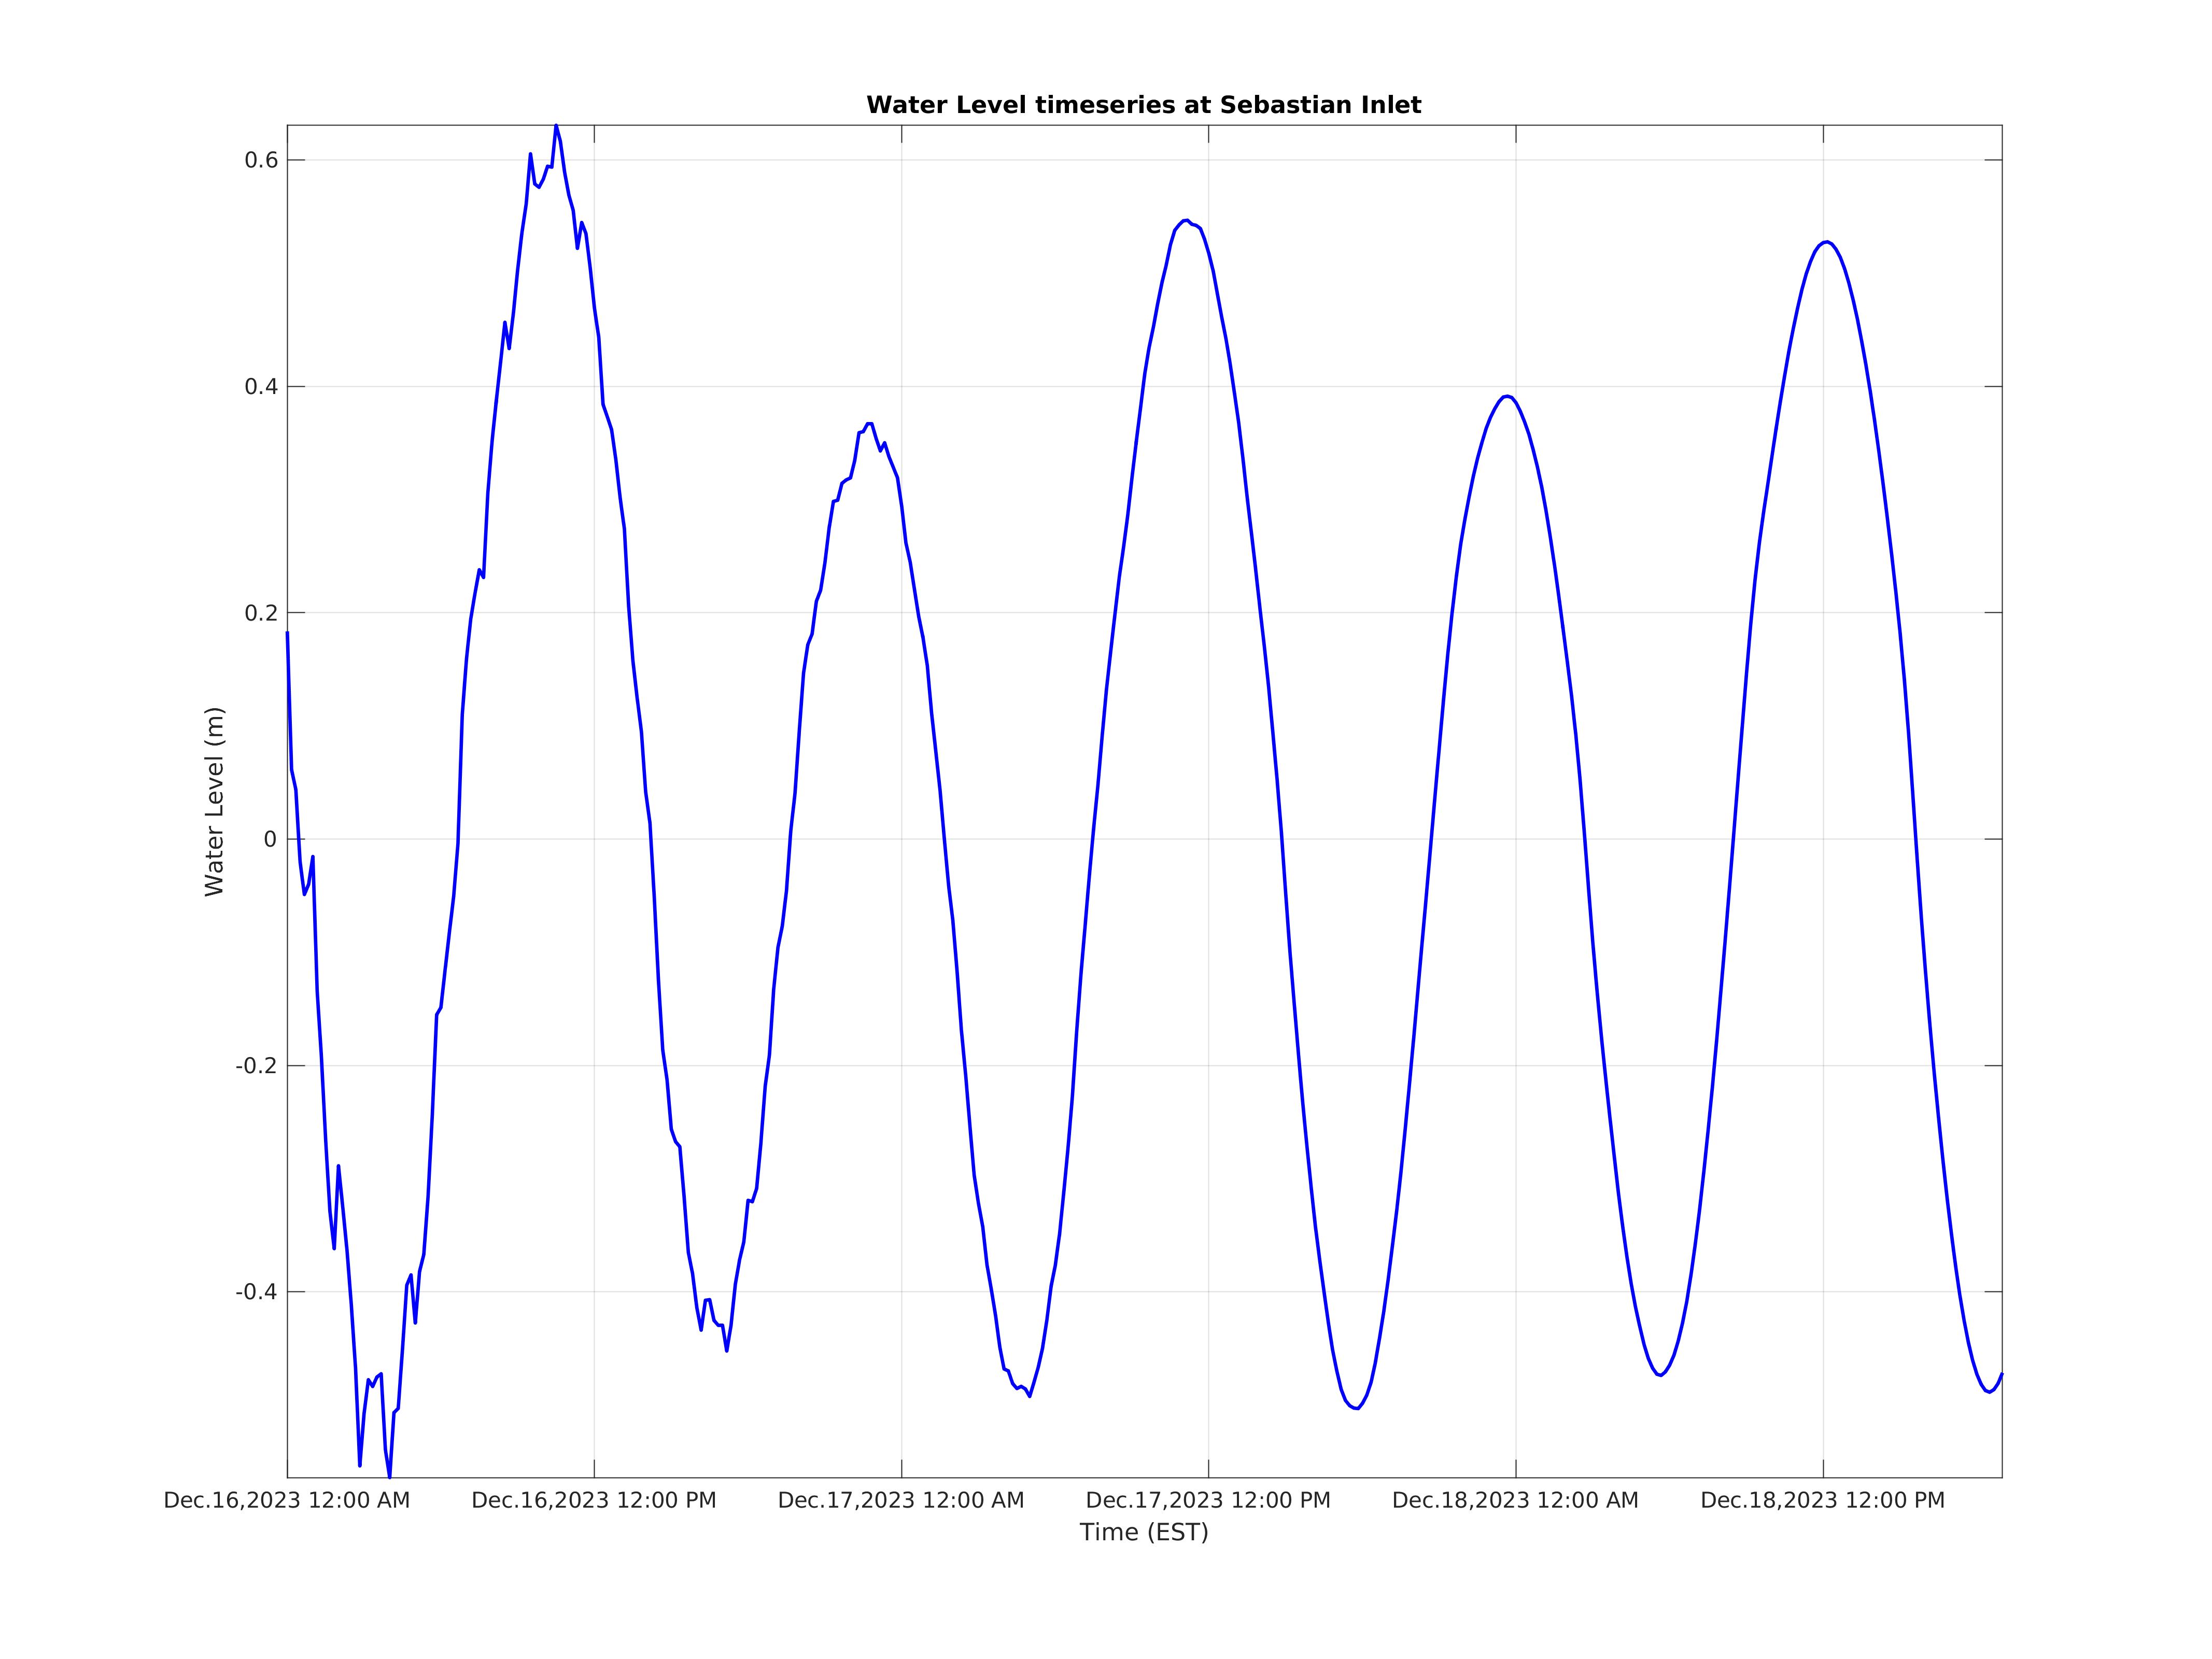 Water Level timeseries at Sebastian Inlet
0.6
0.4
0.2
0
-0.2
-0.4
Water Level (m)
Dec.16,2023 12:00 AM Dec.16,2023 12:00 PM Dec.17,2023 12:00 AM Dec.17,2023 12:00 PM Dec.18,2023 12:00 AM Dec.18,2023 12:00 PM
Time (EST)